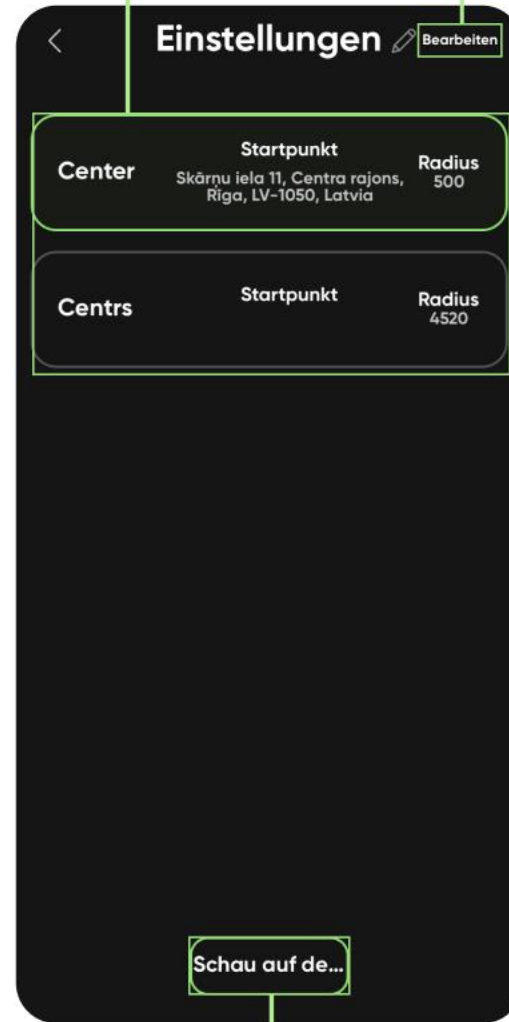 Einstellungen
Bearbeiten
Center
Startpunkt
Skārņu iela 11, Centra rajons,
Rīga, LV-1050, Latvia
Radius
500
Centrs
Startpunkt
Radius
4520
Schau auf de...